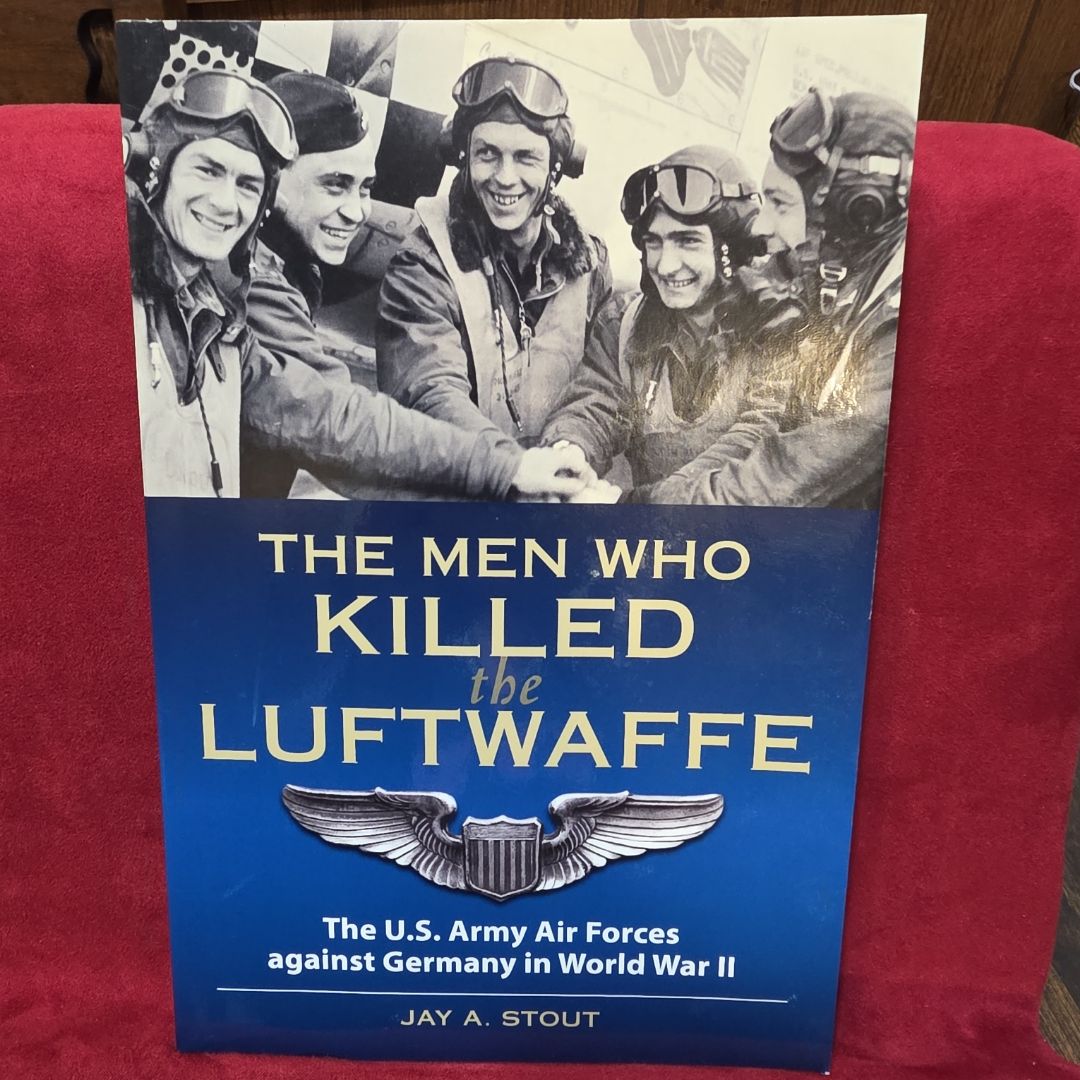 THE MEN WHO
KILLED
the
LUFTWAFFE
The U.S. Army Air Forces
against Germany in World War II
JAY A. STOUT